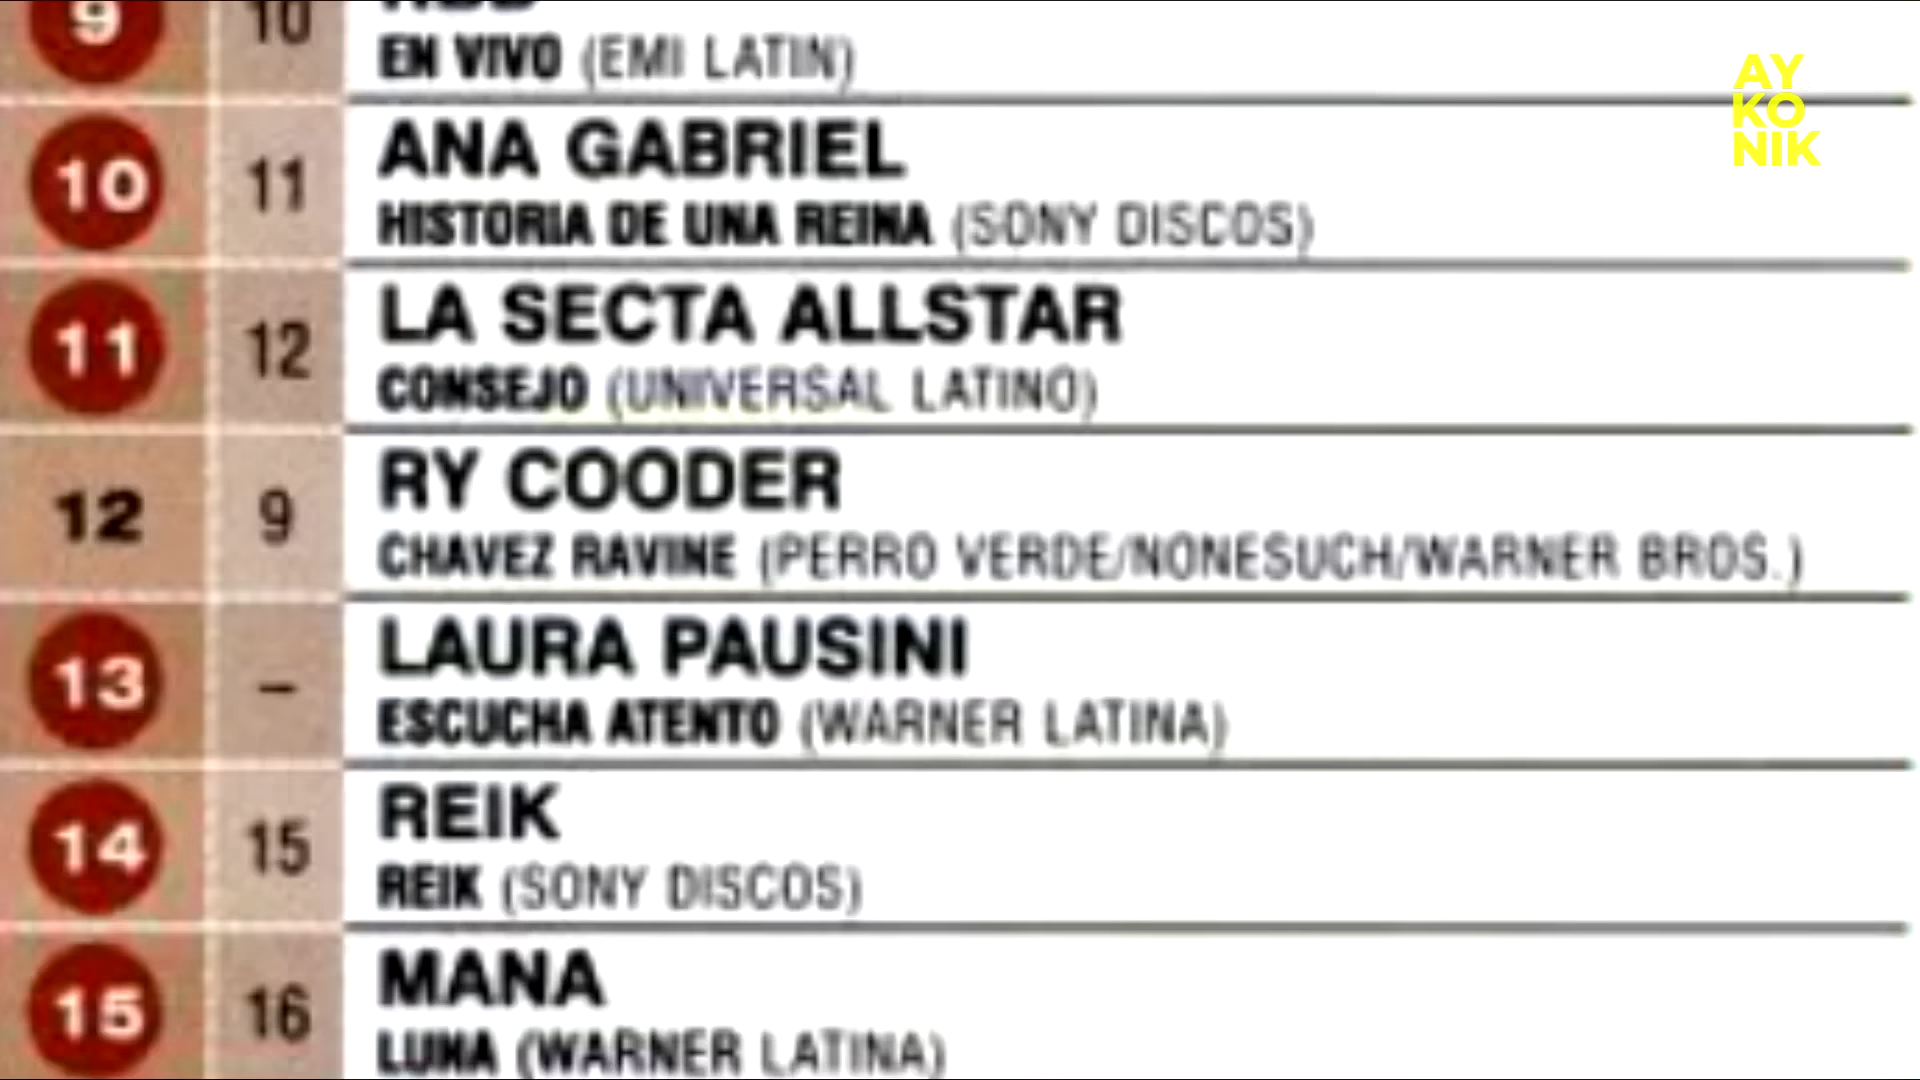 9 10
EN VIVO (EMI LATIN)
AY
KO
NIK
10 11 ANA GABRIEL
HISTORIA DE UNA REINA (SONY DISCOS)
11 12 LA SECTA ALLSTAR
CONSEJO (UNIVERSAL LATINO)
12 9 RY COODER
CHAVEZ RAVINE (PERRO VERDE/NONESUCH/WARNER BROS.)
13 – LAURA PAUSINI
ESCUCHA ATENTO (WARNER LATINA)
14 15 REIK
REIK (SONY DISCOS)
15 16 MANA
LUNA (WARNER LATINA)